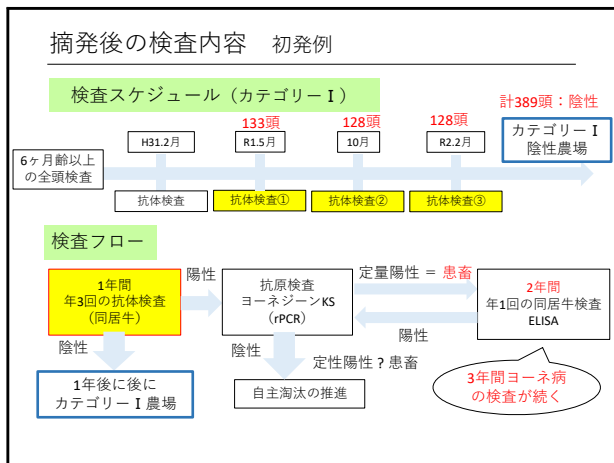 摘発後の検査内容 初発例
検査スケジュール（カテゴリーⅠ）
計389頭：陰性
133頭
128頭
128頭
H31.2月
R1.5月
10月
R2.2月
カテゴリーⅠ
陰性農場
6ヶ月齢以上
の全頭検査
抗体検査
抗体検査①
抗体検査②
抗体検査③
検査フロー
1年間
年3回の抗体検査
（同居牛）
陽性
抗原検査
ヨーネジーンKS
（rPCR）
定量陽性 ＝ 患畜
陽性
2年間
年1回の同居牛検査
ELISA
陰性
陰性
定性陽性？患畜
1年後に後に
カテゴリーⅠ農場
自主淘汰の推進
3年間ヨーネ病
の検査が続く